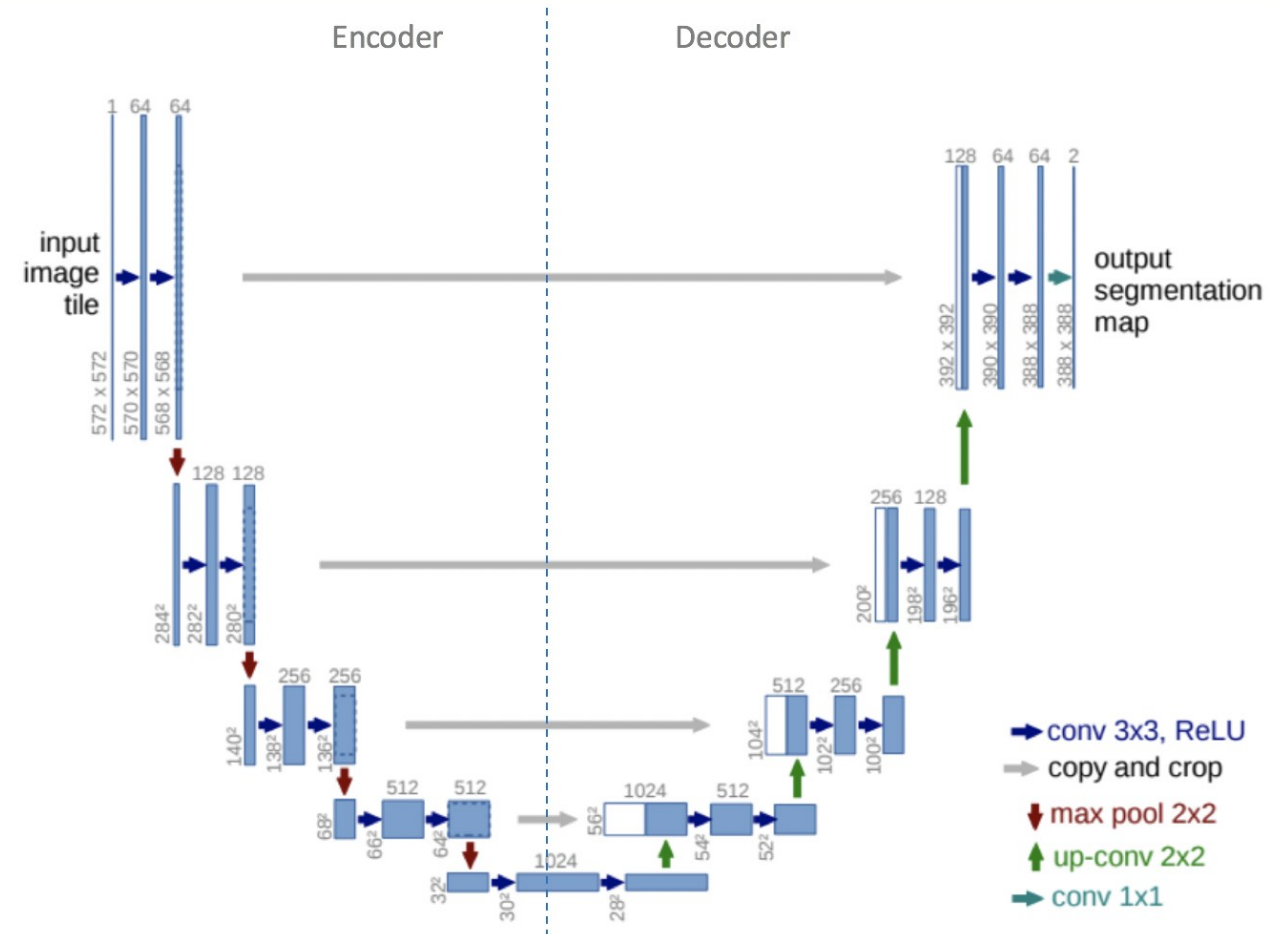 Encoder
Decoder
1 64 64
128 64 64 2
input
image
tile
output
segmentation
map
572 x 572
570 x 570
568 x 568
392 x 392
390 x 390
388 x 388
388 x 388
128 128
256 128
284²
282²
280²
200²
198²
196²
256 256
512 256
140²
138²
136²
104²
102²
100²
512 512
1024 512
68²
66²
64²
56²
54²
52²
1024
32²
30²
28²
conv 3x3, ReLU
copy and crop
max pool 2x2
up-conv 2x2
conv 1x1